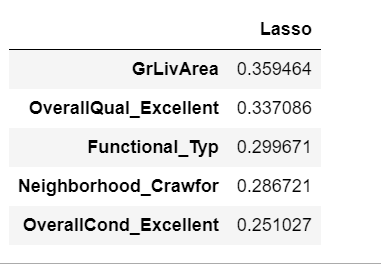 Lasso
GrLivArea 0.359464
OverallQual_Excellent 0.337086
Functional_Typ 0.299671
Neighborhood_Crawfor 0.286721
OverallCond_Excellent 0.251027